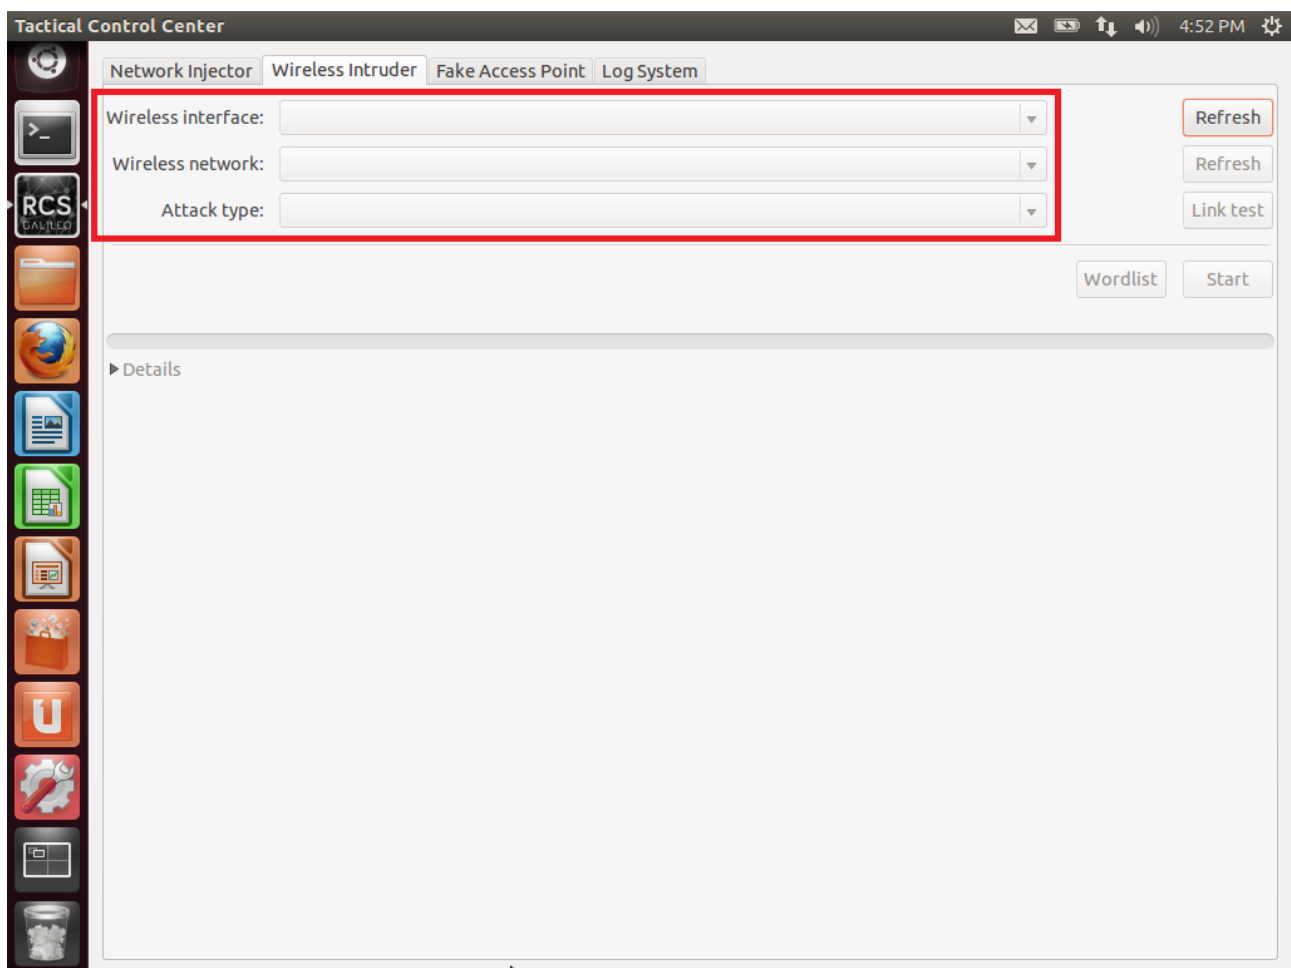 Tactical Control Center
4:52 PM
Network Injector Wireless Intruder Fake Access Point Log System
Wireless interface: Refresh
Wireless network: Refresh
Attack type: Link test
Wordlist Start
Details
>_
RCS
GALILEO